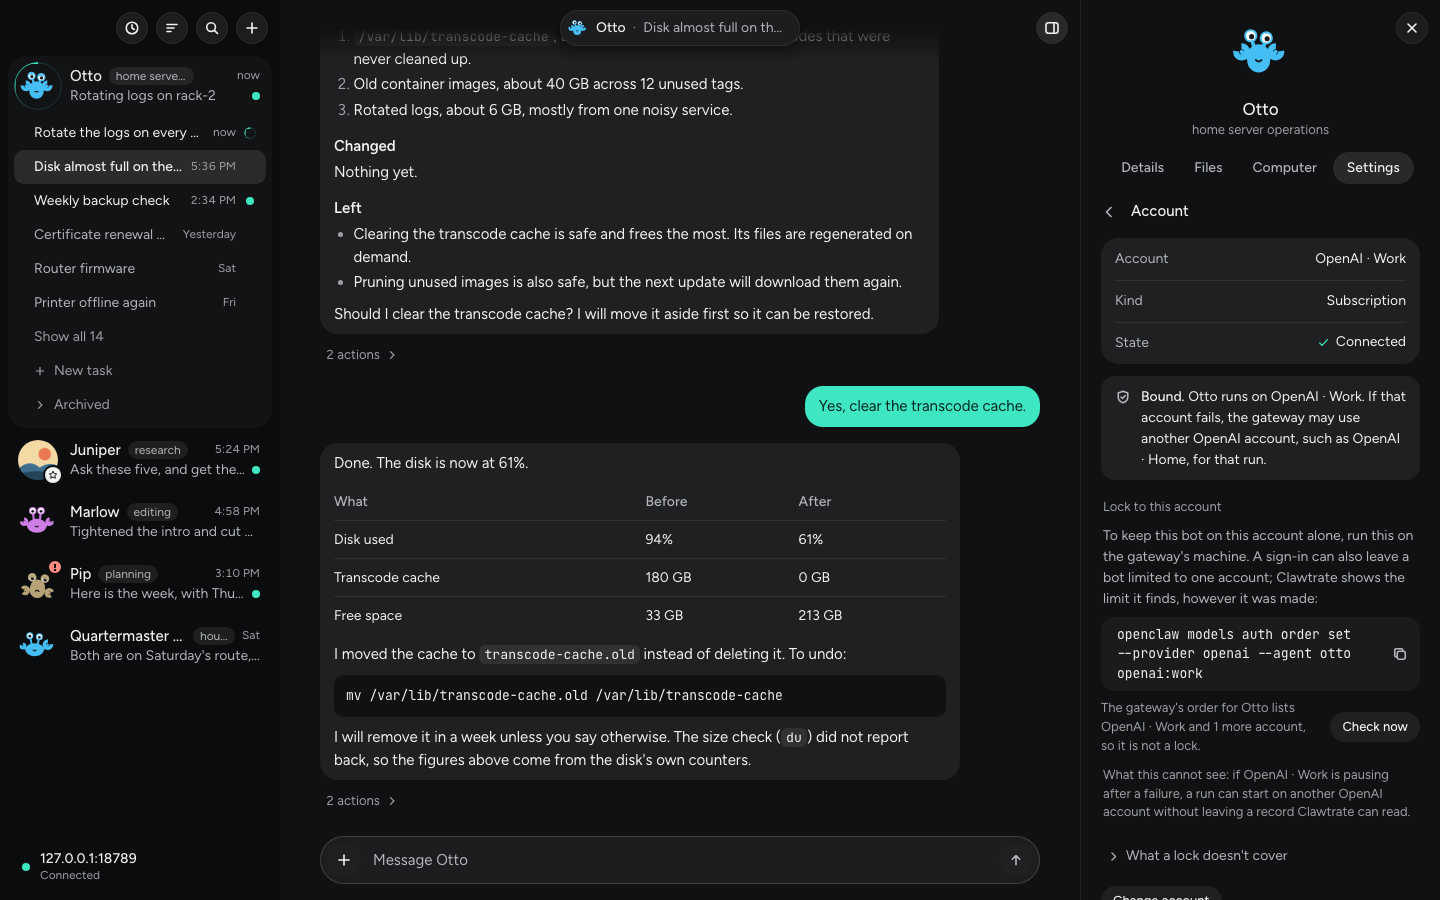 Otto
home serve...
now
Rotating logs on rack-2
Rotate the logs on every ...
now
Disk almost full on the...
5:36 PM
Weekly backup check
2:34 PM
Certificate renewal ...
Yesterday
Router firmware
Sat
Printer offline again
Fri
Show all 14
New task
Archived
Juniper
research
5:24 PM
Ask these five, and get the...
Marlow
editing
4:58 PM
Tightened the intro and cut ...
Pip
planning
3:10 PM
Here is the week, with Thu...
Quartermaster ...
hou...
Sat
Both are on Saturday's route,...
127.0.0.1:18789
Connected
Otto · Disk almost full on th...
1. /var/lib/transcode-cache,
odes that were
never cleaned up.
2. Old container images, about 40 GB across 12 unused tags.
3. Rotated logs, about 6 GB, mostly from one noisy service.
Changed
Nothing yet.
Left
• Clearing the transcode cache is safe and frees the most. Its files are regenerated on
demand.
• Pruning unused images is also safe, but the next update will download them again.
Should I clear the transcode cache? I will move it aside first so it can be restored.
2 actions
Yes, clear the transcode cache.
Done. The disk is now at 61%.
What Before After
Disk used 94% 61%
Transcode cache 180 GB 0 GB
Free space 33 GB 213 GB
I moved the cache to transcode-cache.old instead of deleting it. To undo:
mv /var/lib/transcode-cache.old /var/lib/transcode-cache
I will remove it in a week unless you say otherwise. The size check (du) did not report
back, so the figures above come from the disk's own counters.
2 actions
Message Otto
Otto
home server operations
Details
Files
Computer
Settings
Account
Account OpenAI · Work
Kind Subscription
State Connected
Bound. Otto runs on OpenAI · Work. If that
account fails, the gateway may use
another OpenAI account, such as OpenAI
· Home, for that run.
Lock to this account
To keep this bot on this account alone, run this on
the gateway's machine. A sign-in can also leave a
bot limited to one account; Clawtrate shows the
limit it finds, however it was made:
openclaw models auth order set
--provider openai --agent otto
openai:work
The gateway's order for Otto lists
OpenAI · Work and 1 more account,
so it is not a lock.
Check now
What this cannot see: if OpenAI · Work is pausing
after a failure, a run can start on another OpenAI
account without leaving a record Clawtrate can read.
What a lock doesn't cover
Change account